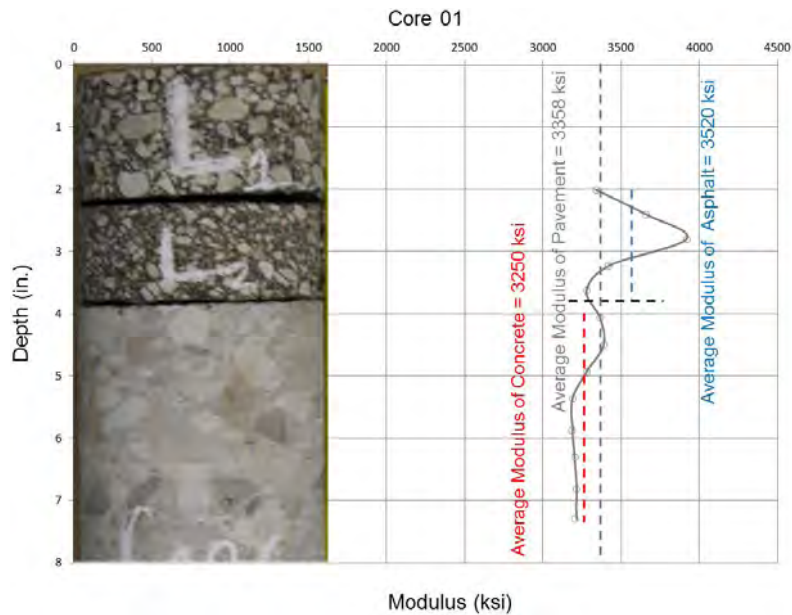 Core 01
0 500 1000 1500 2000 2500 3000 3500 4000 4500
0
1
2
3
4
5
6
7
8
Depth (in.)
L1
L2
Average Modulus of Concrete = 3250 ksi
Average Modulus of Pavement = 3358 ksi
Average Modulus of Asphalt = 3520 ksi
Modulus (ksi)